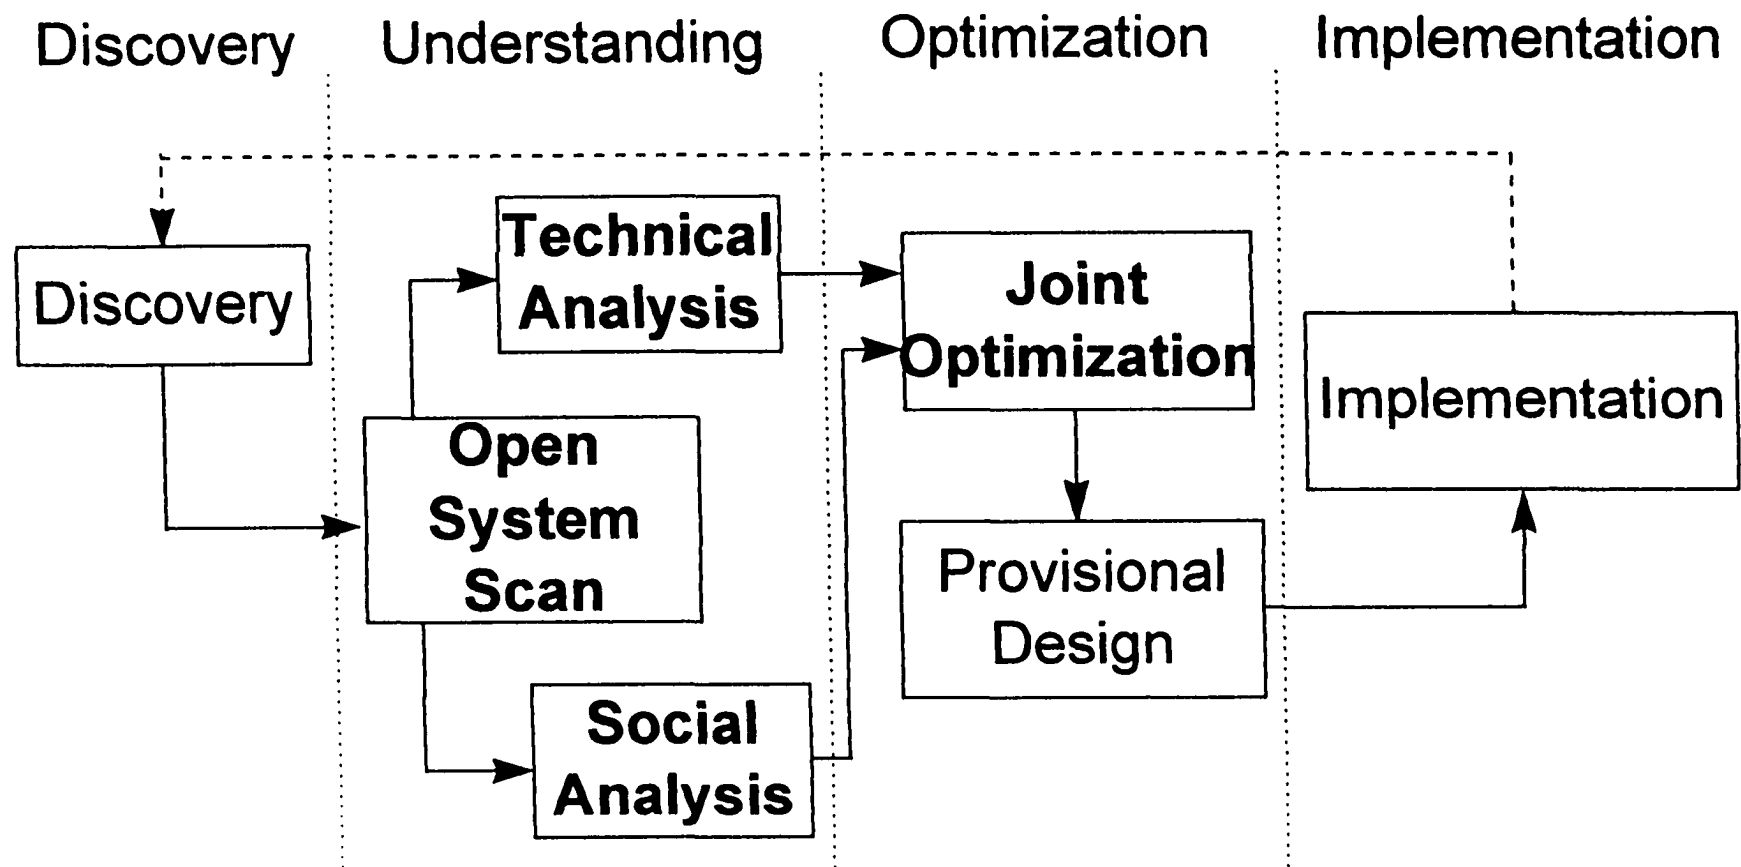 Discovery Understanding Optimization Implementation
Discovery
Technical
Analysis
Open
System
Scan
Social
Analysis
Joint
Optimization
Provisional
Design
Implementation